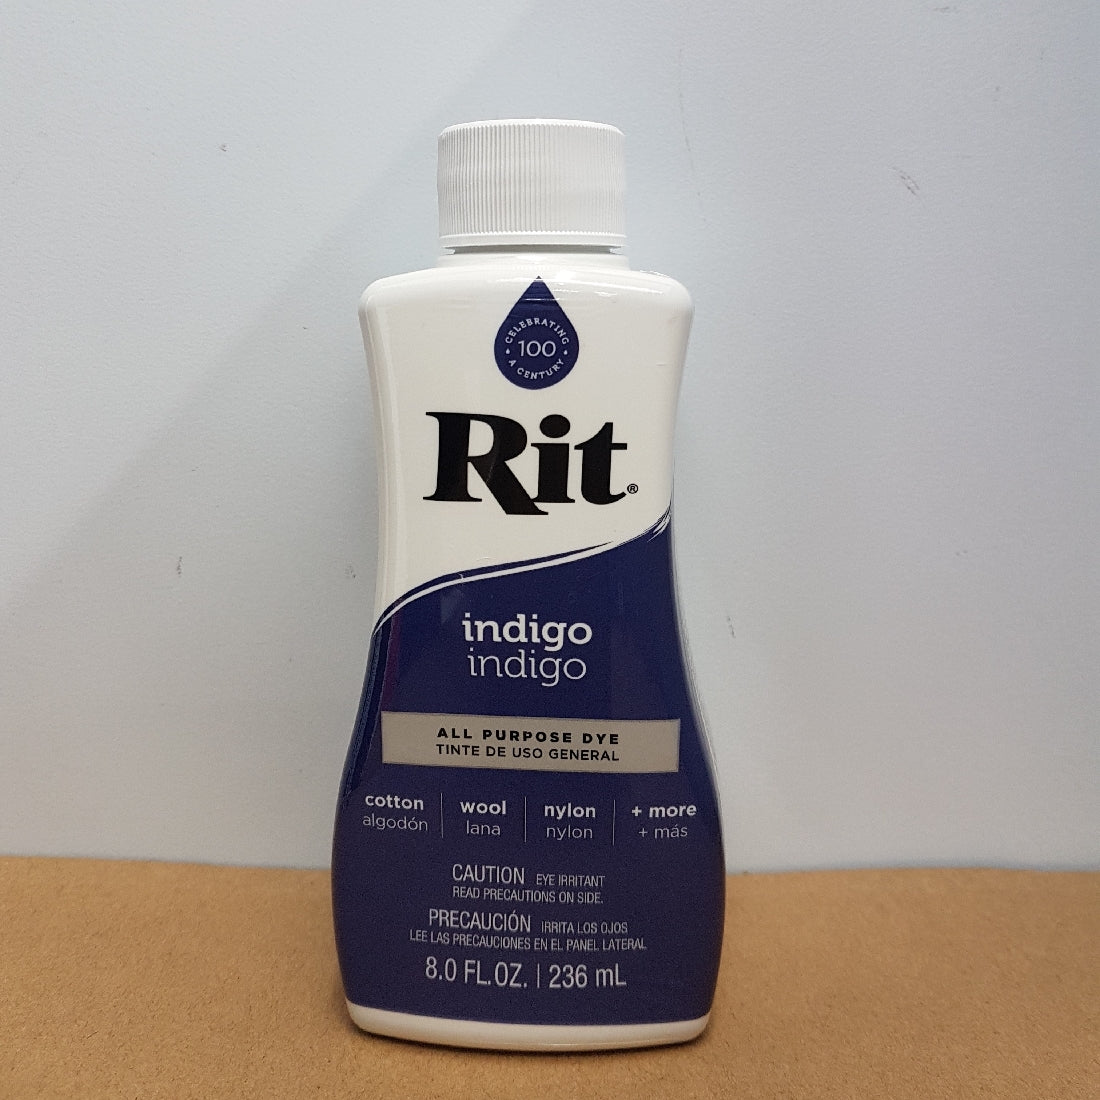 CELEBRATING
100
A CENTURY
Rit®
indigo
indigo
ALL PURPOSE DYE
TINTE DE USO GENERAL
cotton wool nylon + more
algodón lana nylon + más
CAUTION EYE IRRITANT
READ PRECAUTIONS ON SIDE.
PRECAUCIÓN IRRITA LOS OJOS
LEE LAS PRECAUCIONES EN EL PANEL LATERAL
8.0 FL.OZ. | 236 mL